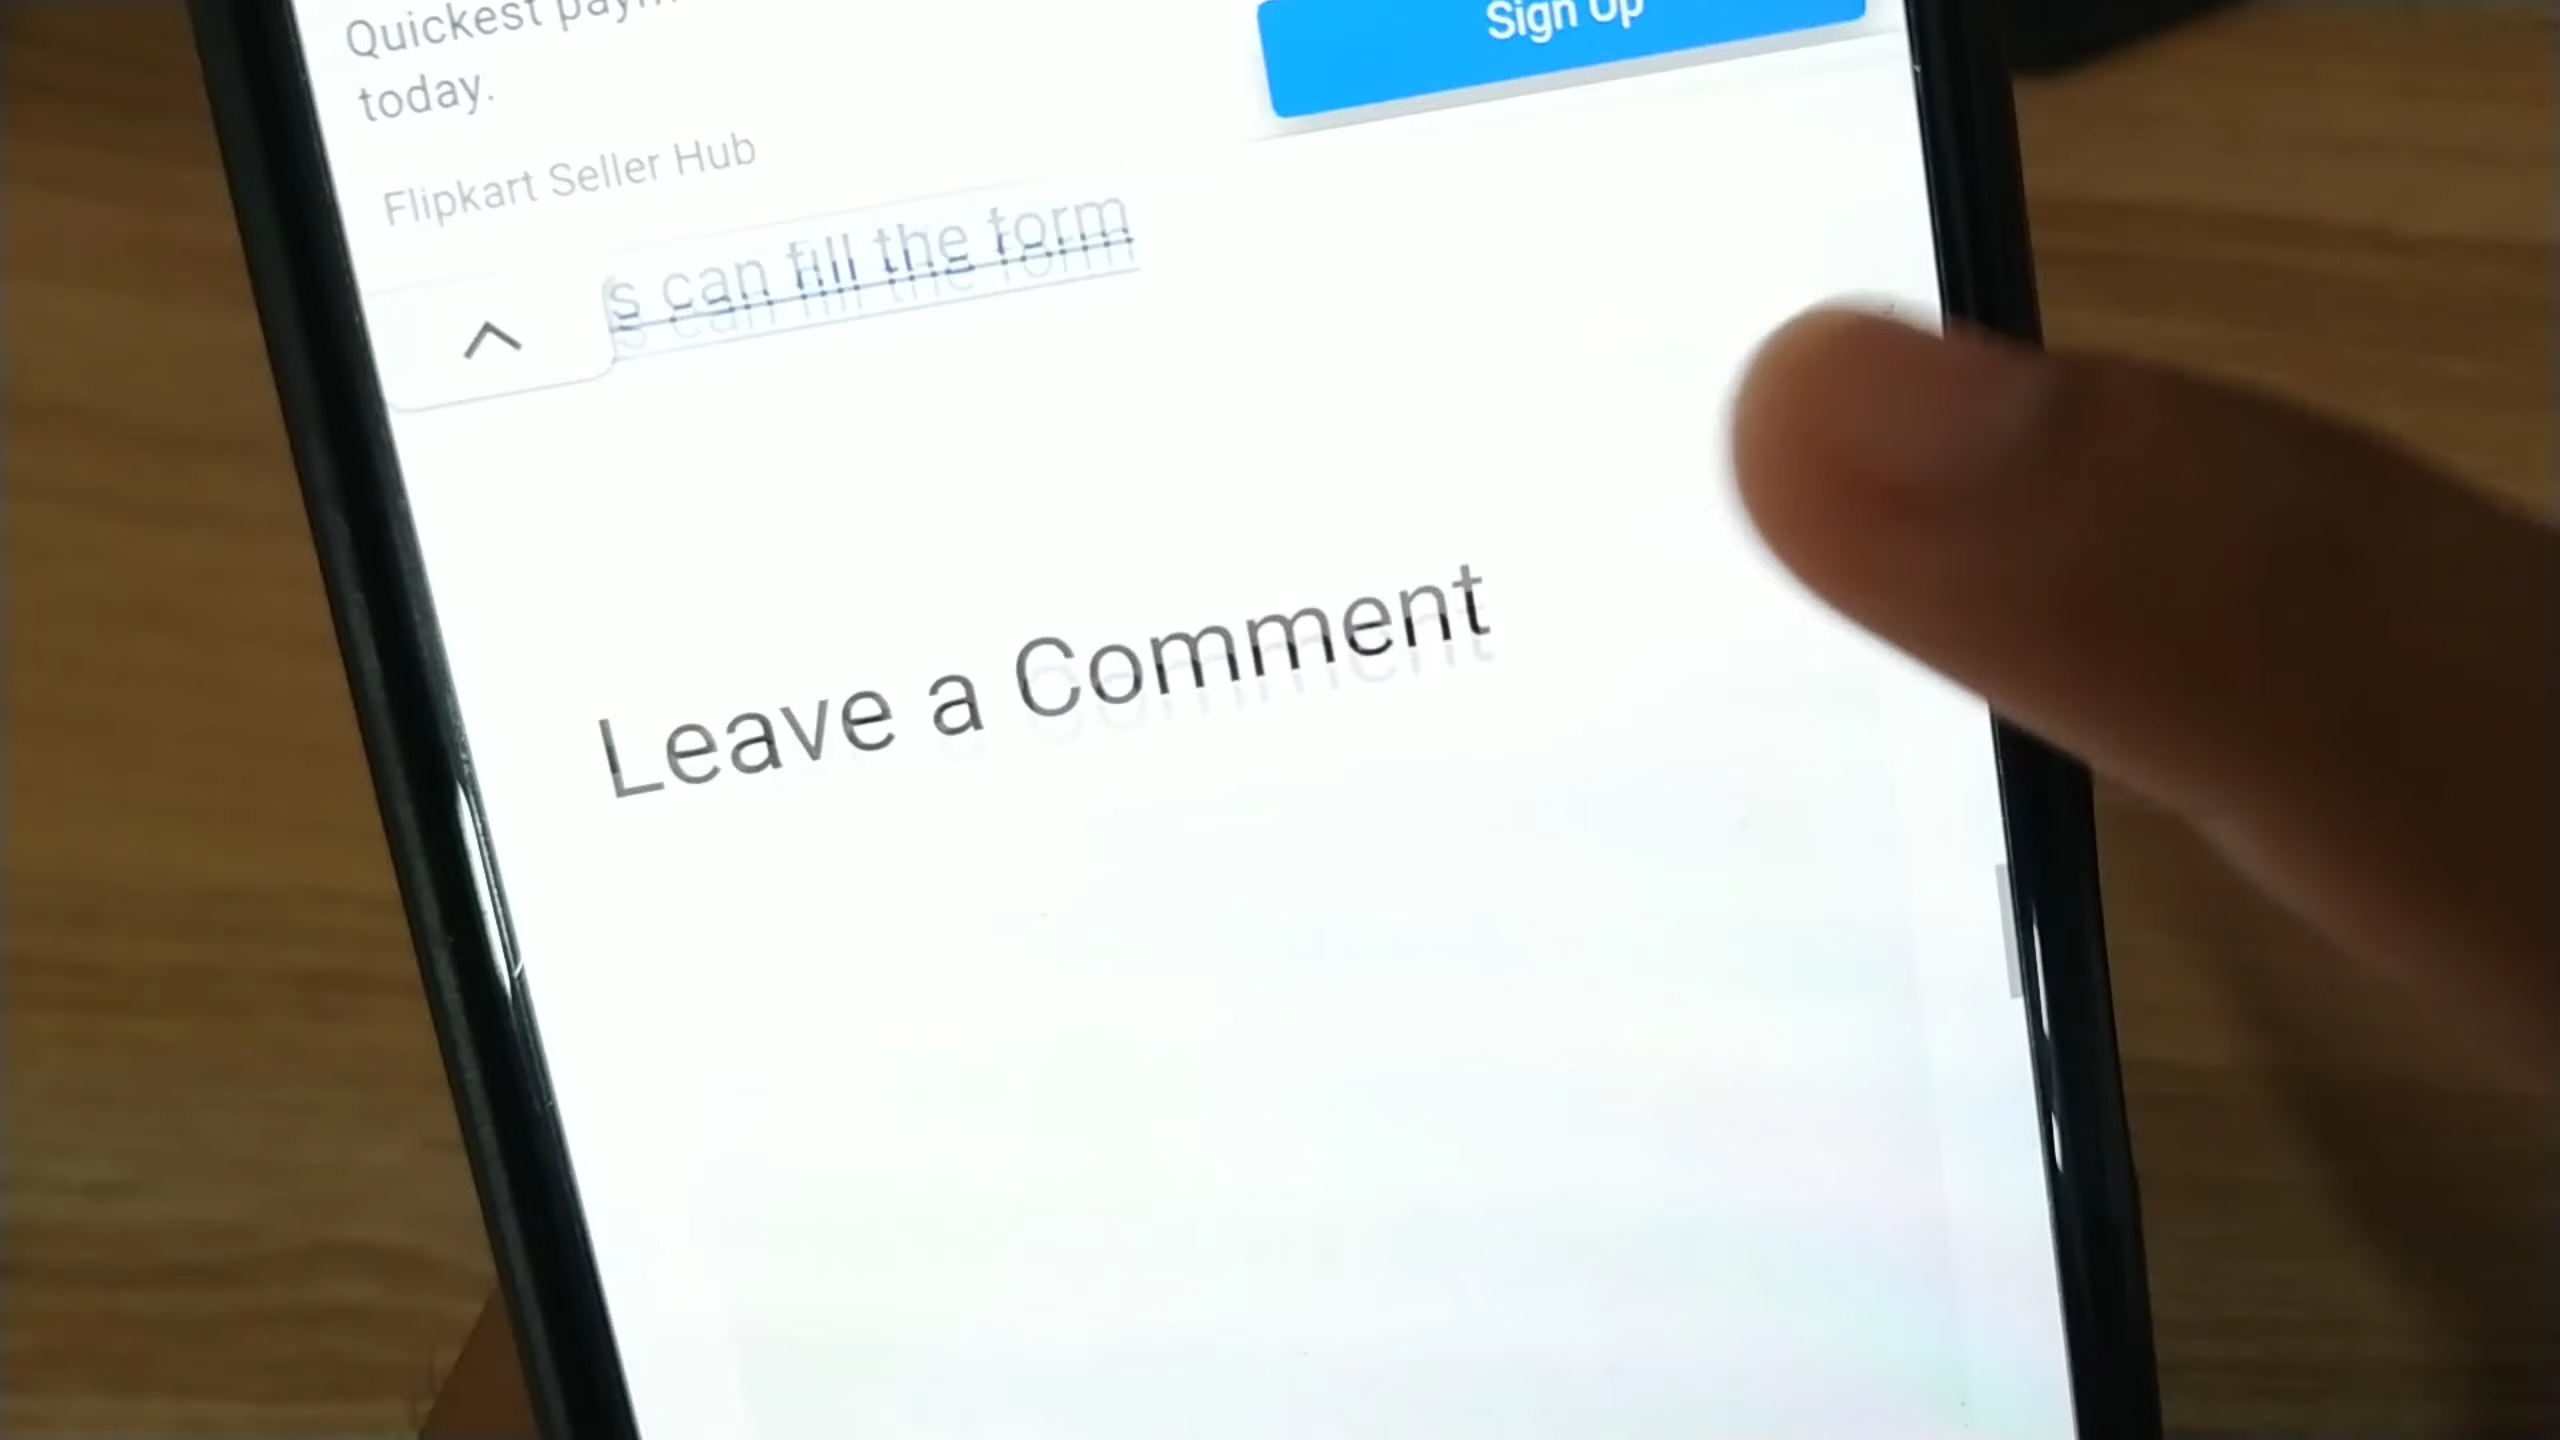 Quickest
today.
Sign Up
Flipkart Seller Hub
s can fill the form
Leave a Comment